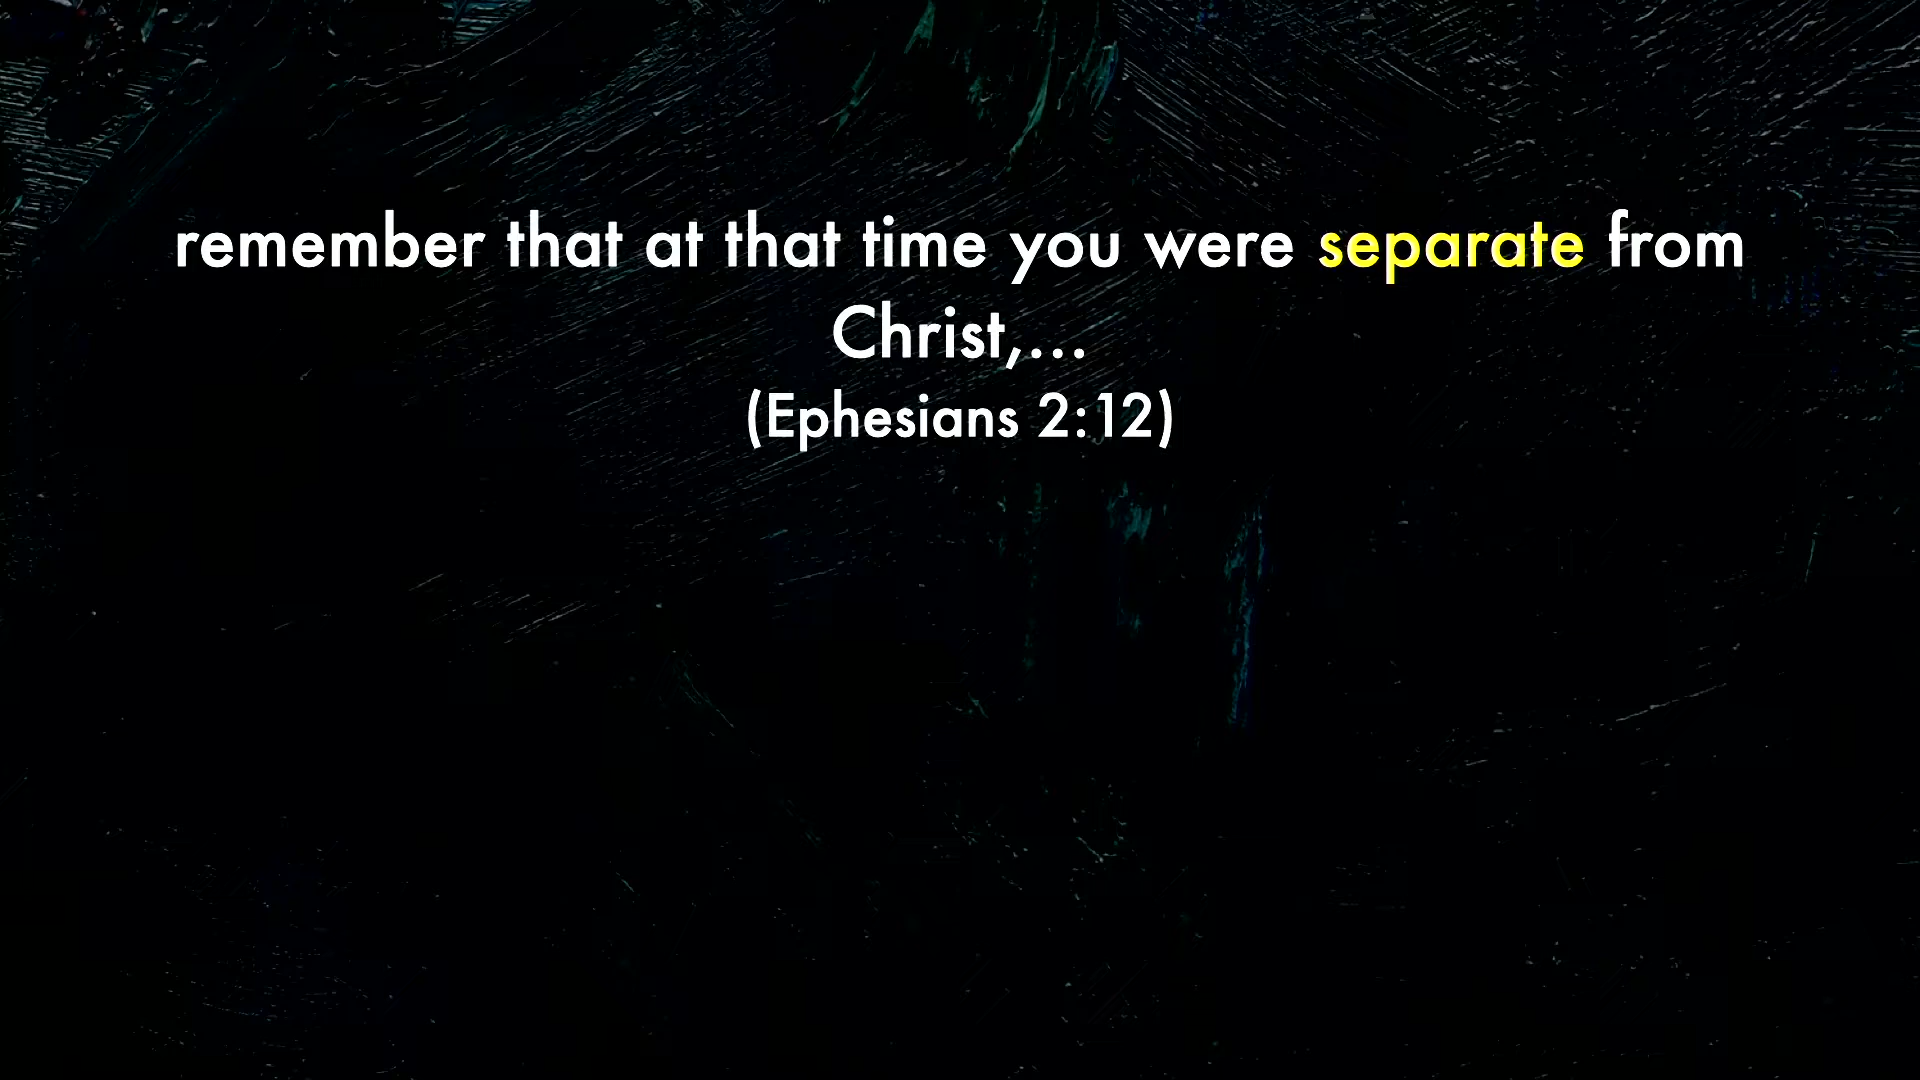 remember that at that time you were separate from
Christ,...
(Ephesians 2:12)